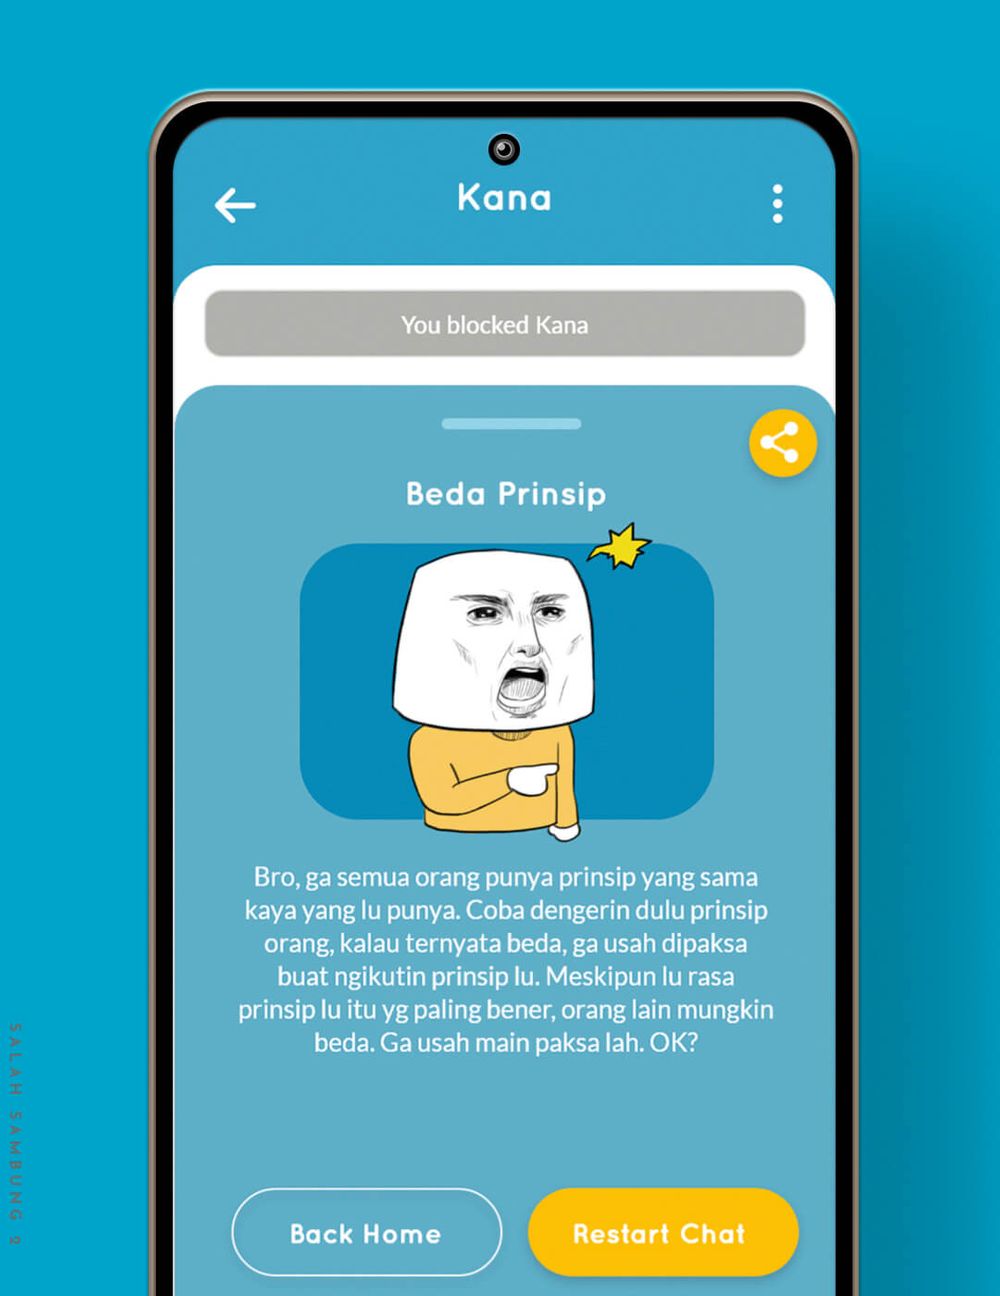 Kana
You blocked Kana
Beda Prinsip
Bro, ga semua orang punya prinsip yang sama
kaya yang lu punya. Coba dengerin dulu prinsip
orang, kalau ternyata beda, ga usah dipaksa
buat ngikutin prinsip lu. Meskipun lu rasa
prinsip lu itu yg paling bener, orang lain mungkin
beda. Ga usah main paksa lah. OK?
Back Home
Restart Chat
SALAH SAMBUNG 2